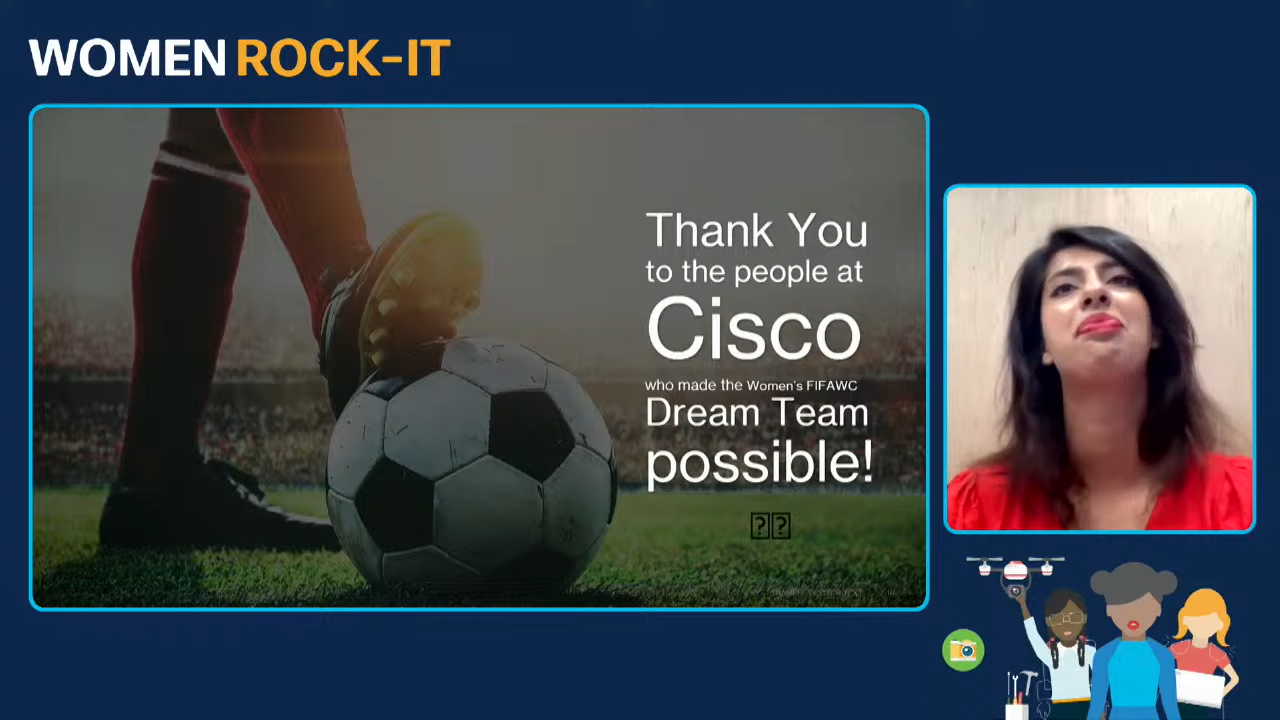 WOMEN ROCK-IT
Thank You
to the people at
Cisco
who made the Women's FIFAWC
Dream Team
possible!